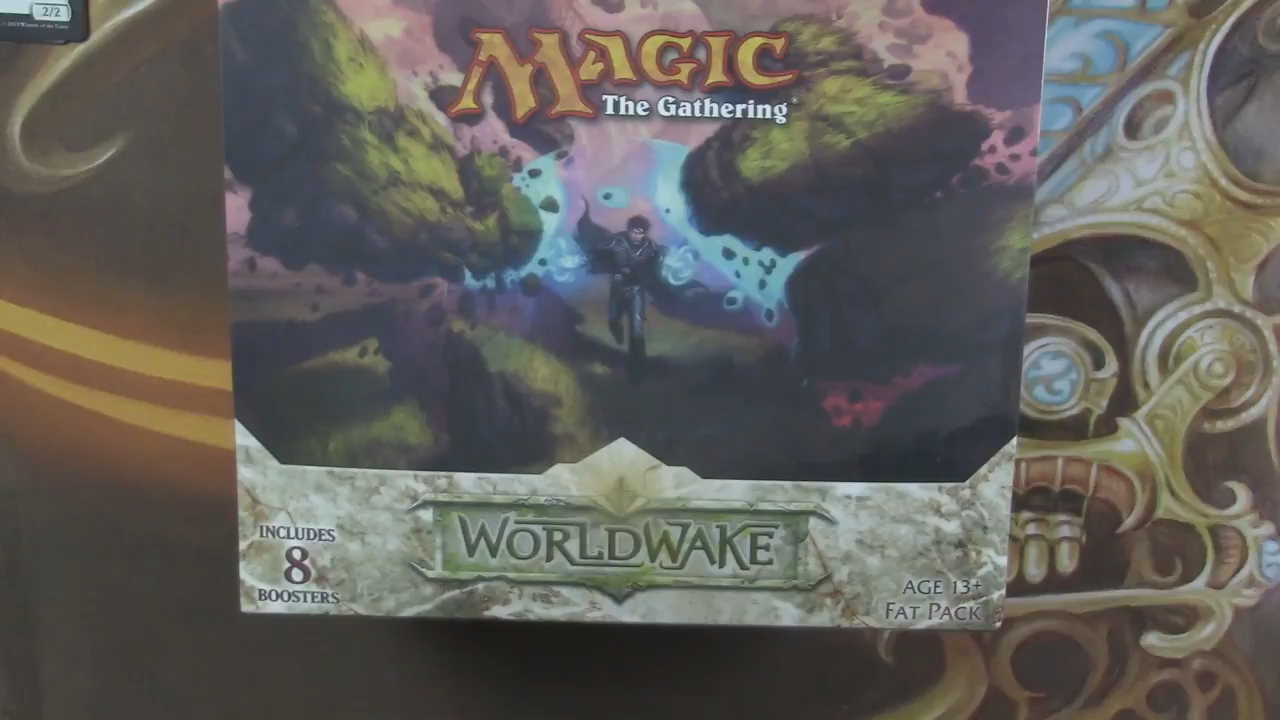 2/2
MAGIC
The Gathering
WORLDWAKE
INCLUDES
8
BOOSTERS
AGE 13+
FAT PACK